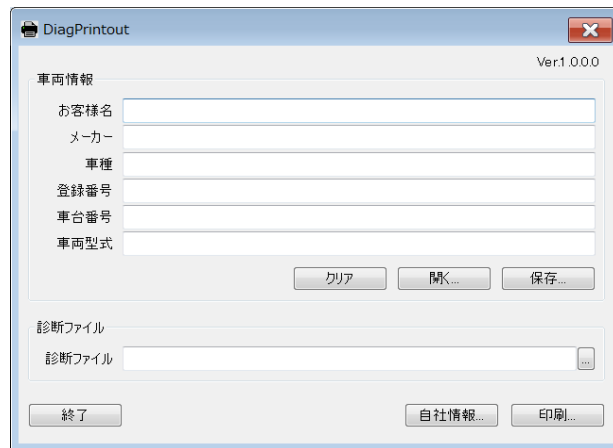 DiagPrintout
Ver.1.0.0.0
車両情報
お客様名
メーカー
車種
登録番号
車台番号
車両型式
クリア 開く... 保存...
診断ファイル
診断ファイル ...
終了 自社情報... 印刷...